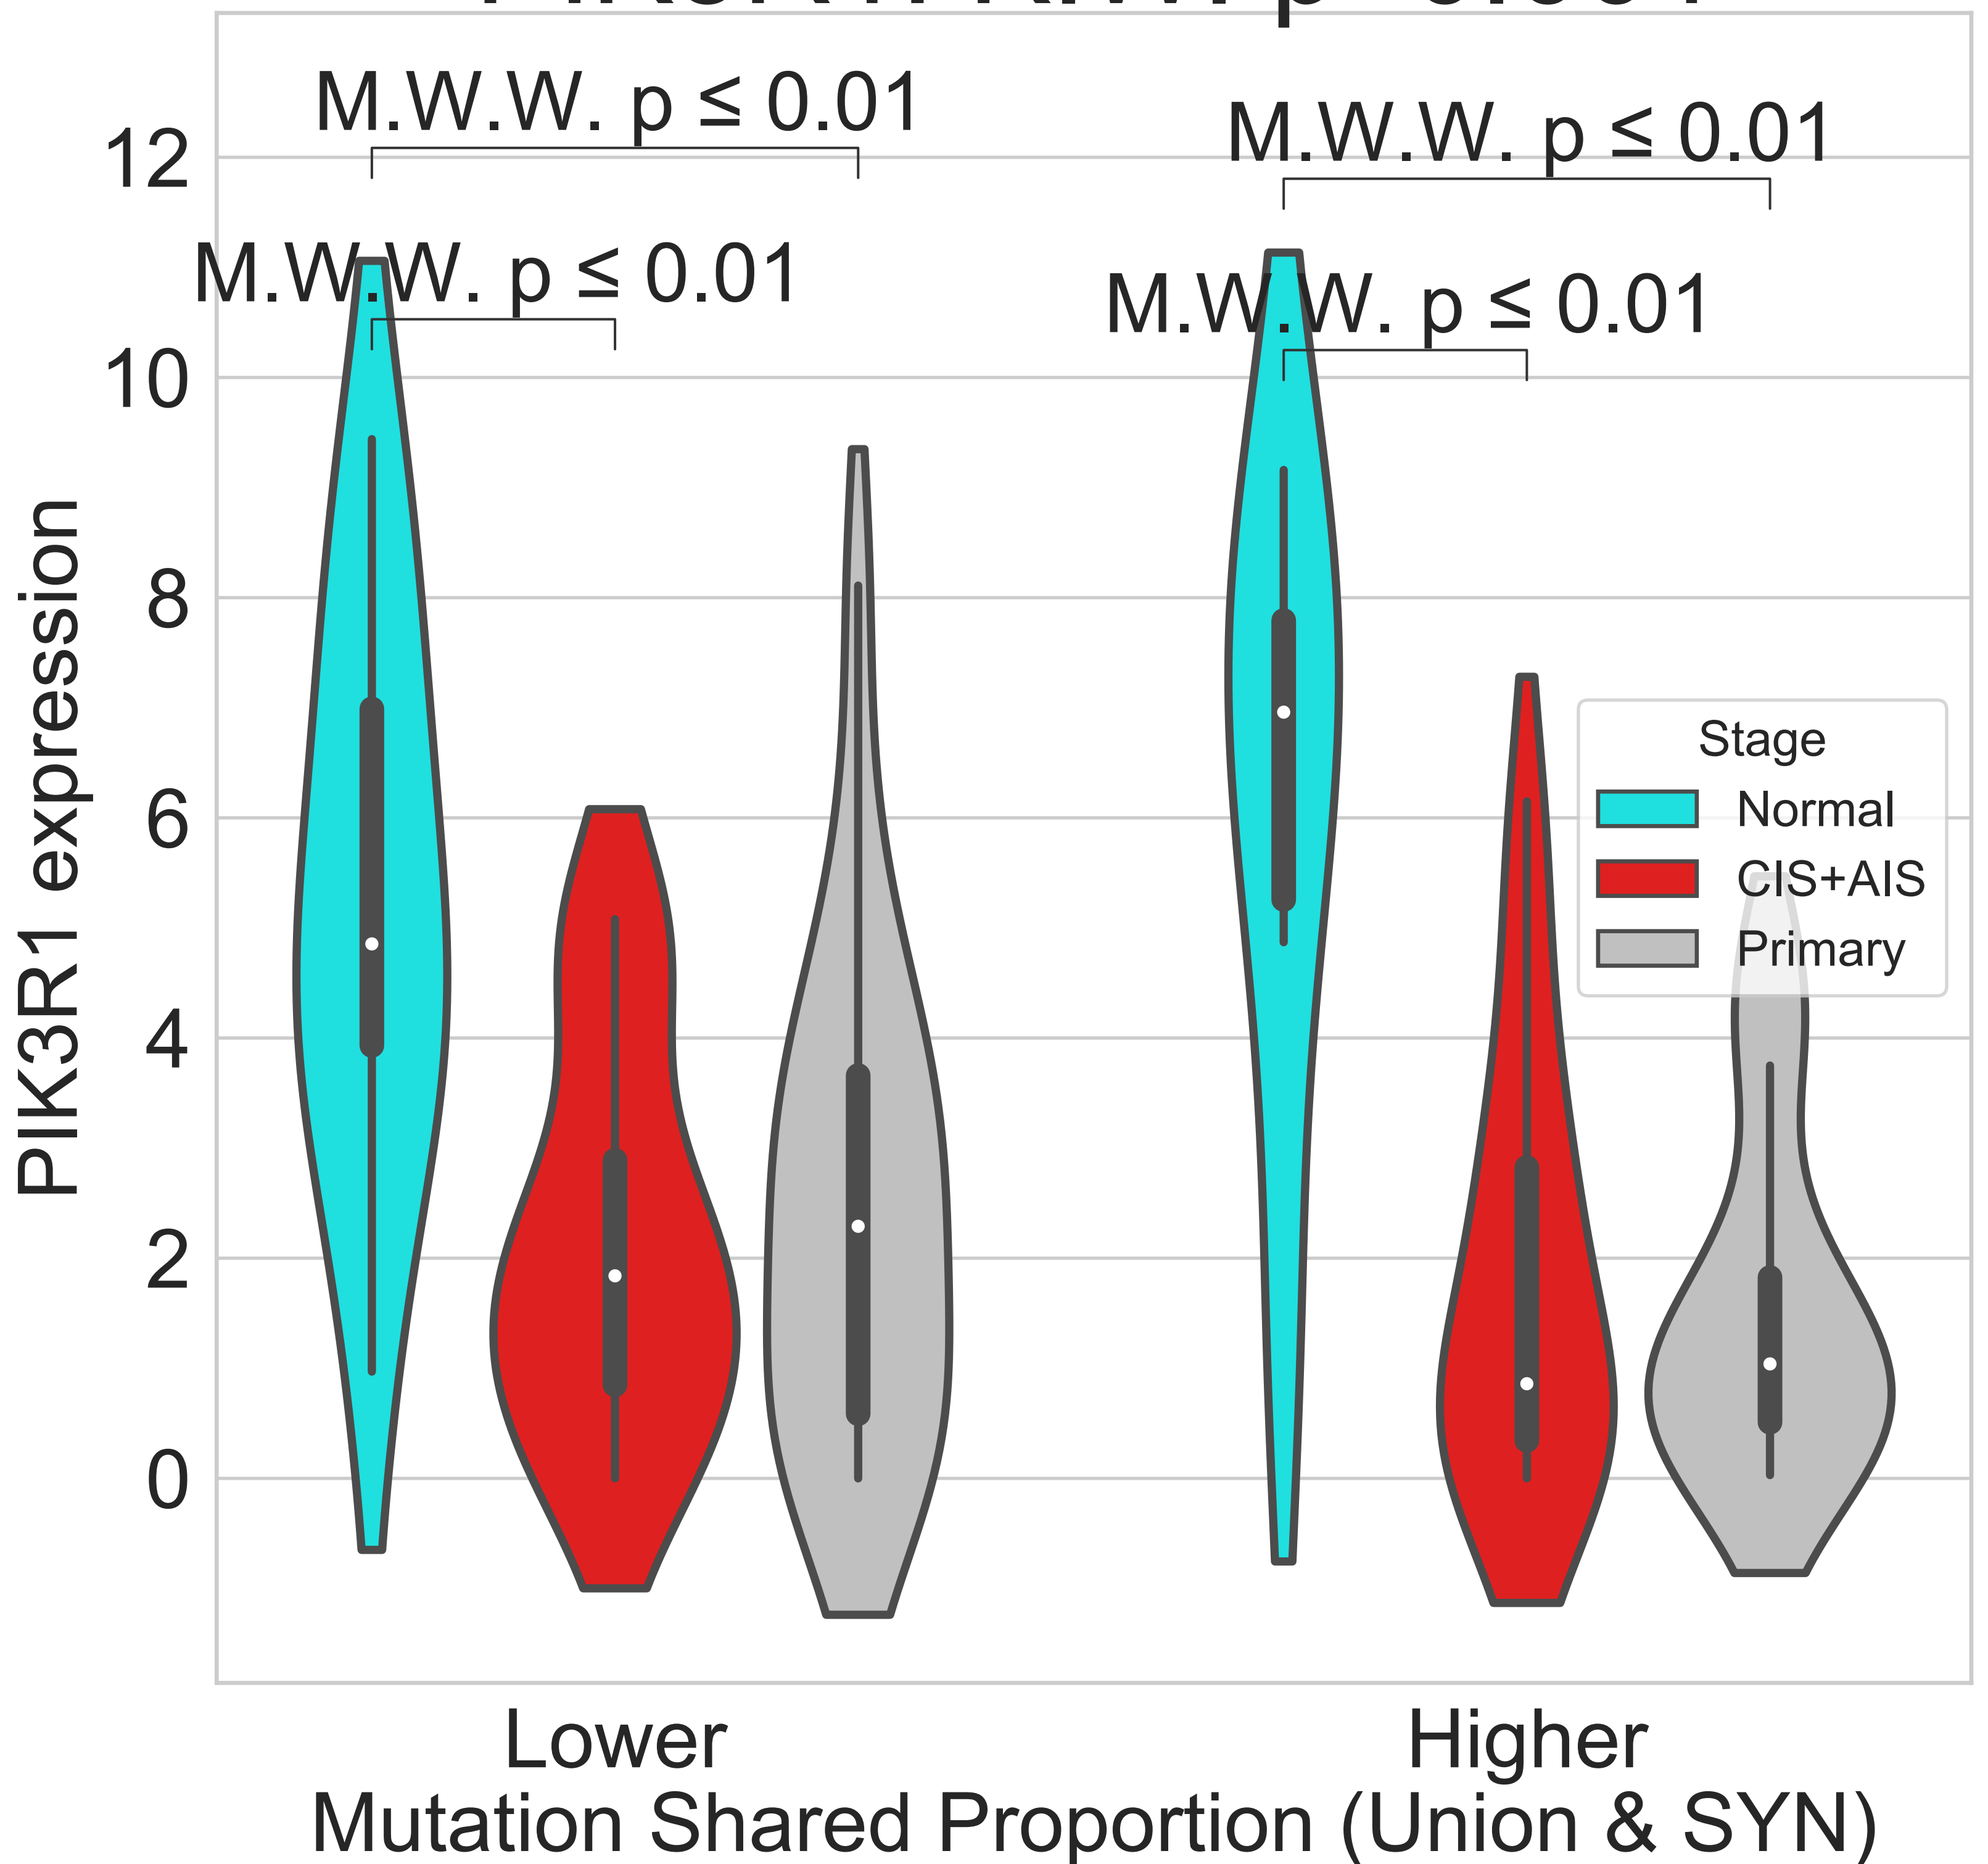 M.W.W. p ≤ 0.01
M.W.W. p ≤ 0.01
M.W.W. p ≤ 0.01
M.W.W. p ≤ 0.01
12
10
8
6
4
2
0
PIK3R1 expression
Stage
Normal
CIS+AIS
Primary
Lower
Higher
Mutation Shared Proportion (Union & SYN)